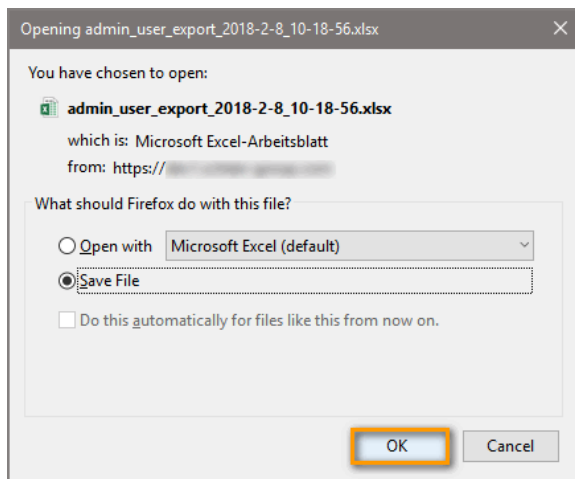 Opening admin_user_export_2018-2-8_10-18-56.xlsx
You have chosen to open:
admin_user_export_2018-2-8_10-18-56.xlsx
which is: Microsoft Excel-Arbeitsblatt
from: https://
What should Firefox do with this file?
Open with Microsoft Excel (default)
Save File
Do this automatically for files like this from now on.
OK Cancel